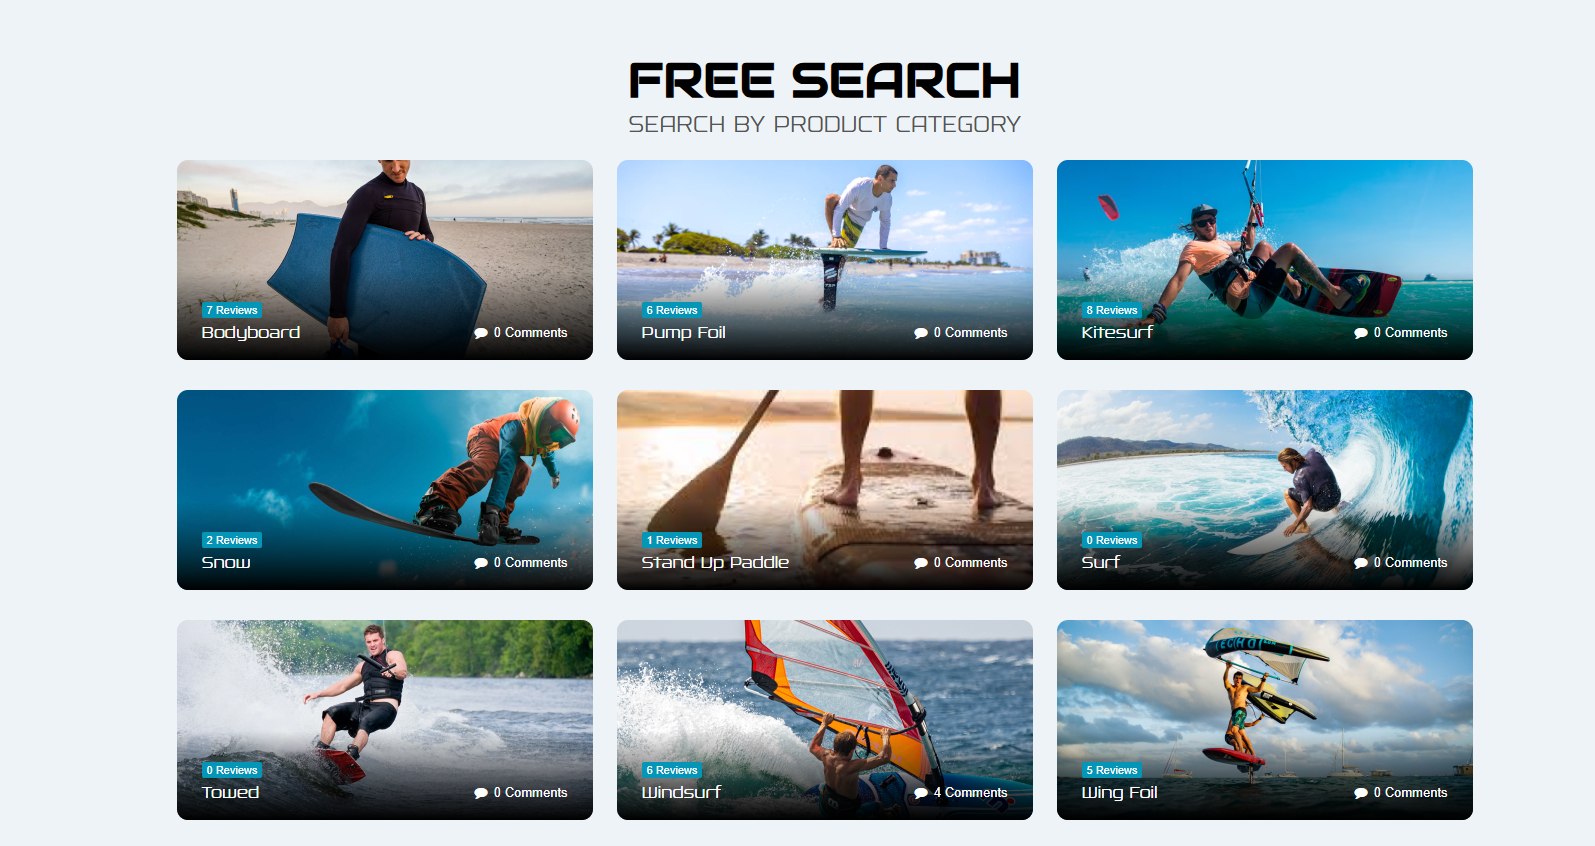 FREE SEARCH
SEARCH BY PRODUCT CATEGORY
7 Reviews
Bodyboard
0 Comments
6 Reviews
Pump Foil
0 Comments
8 Reviews
Kitesurf
0 Comments
2 Reviews
Snow
0 Comments
1 Reviews
Stand Up Paddle
0 Comments
0 Reviews
Surf
0 Comments
0 Reviews
Towed
0 Comments
6 Reviews
Windsurf
4 Comments
5 Reviews
Wing Foil
0 Comments